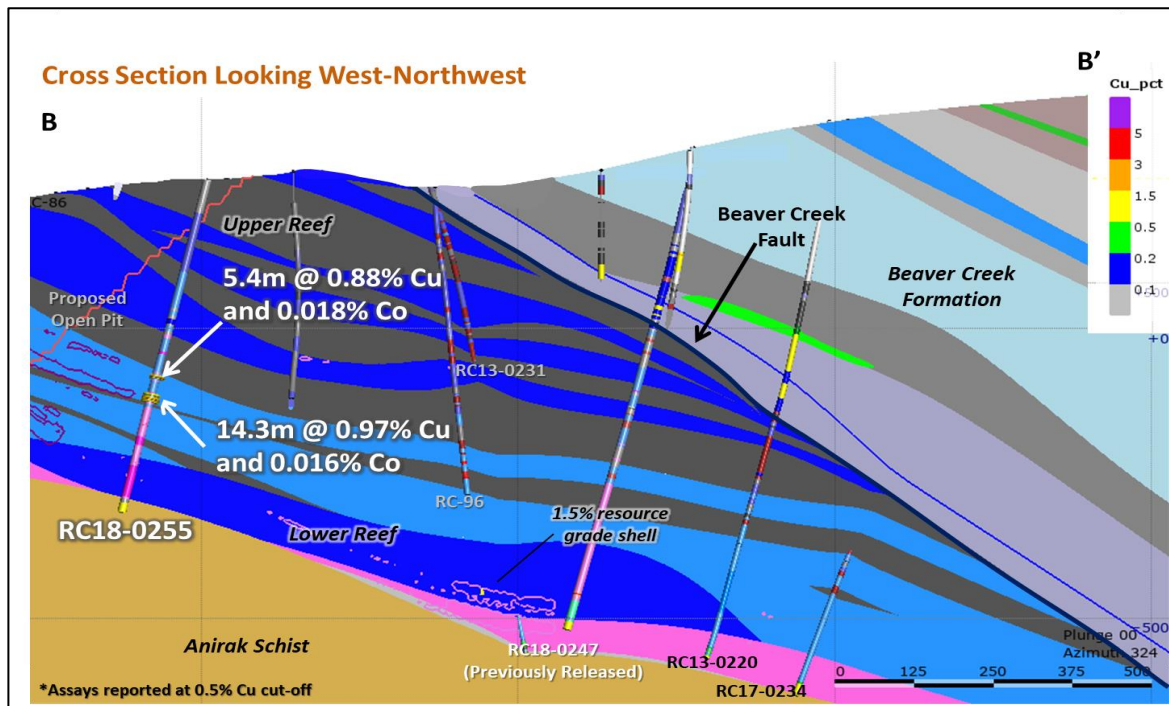 Cross Section Looking West-Northwest
B
B’
Cu_pct
5
3
1.5
0.5
0.2
0.1
C-86
Upper Reef
Beaver Creek
Fault
Beaver Creek
Formation
5.4m @ 0.88% Cu
and 0.018% Co
Proposed
Open Pit
+0
RC13-0231
14.3m @ 0.97% Cu
and 0.016% Co
RC-96
RC18-0255
1.5% resource
grade shell
Lower Reef
-500
Anirak Schist
RC18-0247
(Previously Released)
RC13-0220
RC17-0234
Plunge 00
Azimuth 324
0 125 250 375 500
*Assays reported at 0.5% Cu cut-off